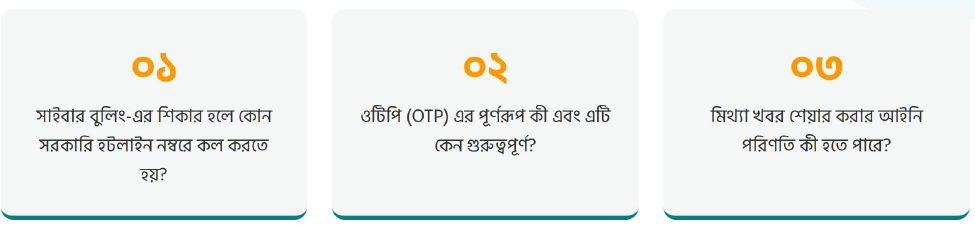 ০১
সাইবার বুলিং-এর শিকার হলে কোন
সরকারি হটলাইন নম্বরে কল করতে
হয়?
০২
ওটিপি (OTP) এর পূর্ণরূপ কী এবং এটি
কেন গুরুত্বপূর্ণ?
০৩
মিথ্যা খবর শেয়ার করার আইনি
পরিণতি কী হতে পারে?